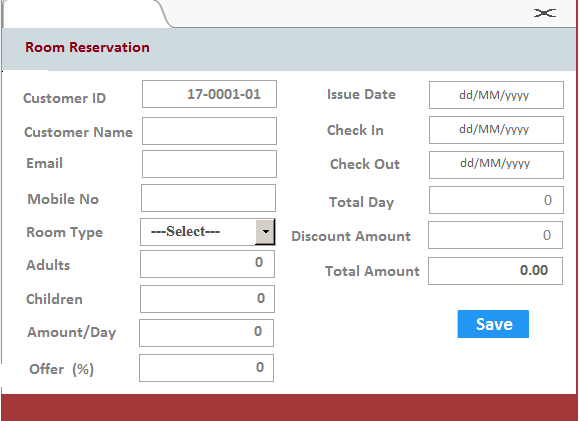 Room Reservation
Customer ID 17-0001-01
Customer Name
Email
Mobile No
Room Type ---Select---
Adults 0
Children 0
Amount/Day 0
Offer (%) 0
Issue Date dd/MM/yyyy
Check In dd/MM/yyyy
Check Out dd/MM/yyyy
Total Day 0
Discount Amount 0
Total Amount 0.00
Save